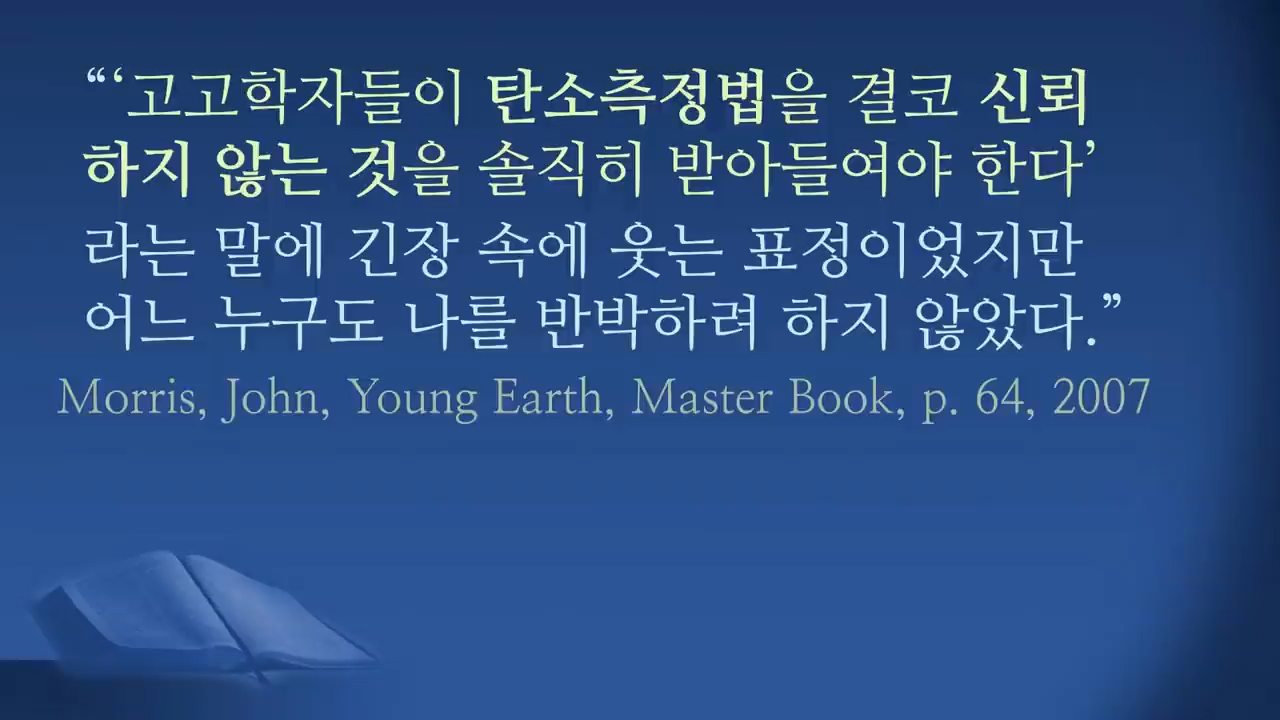 “‘고고학자들이 탄소측정법을 결코 신뢰
하지 않는 것을 솔직히 받아들여야 한다’
라는 말에 긴장 속에 웃는 표정이었지만
어느 누구도 나를 반박하려 하지 않았다.”
Morris, John, Young Earth, Master Book, p. 64, 2007